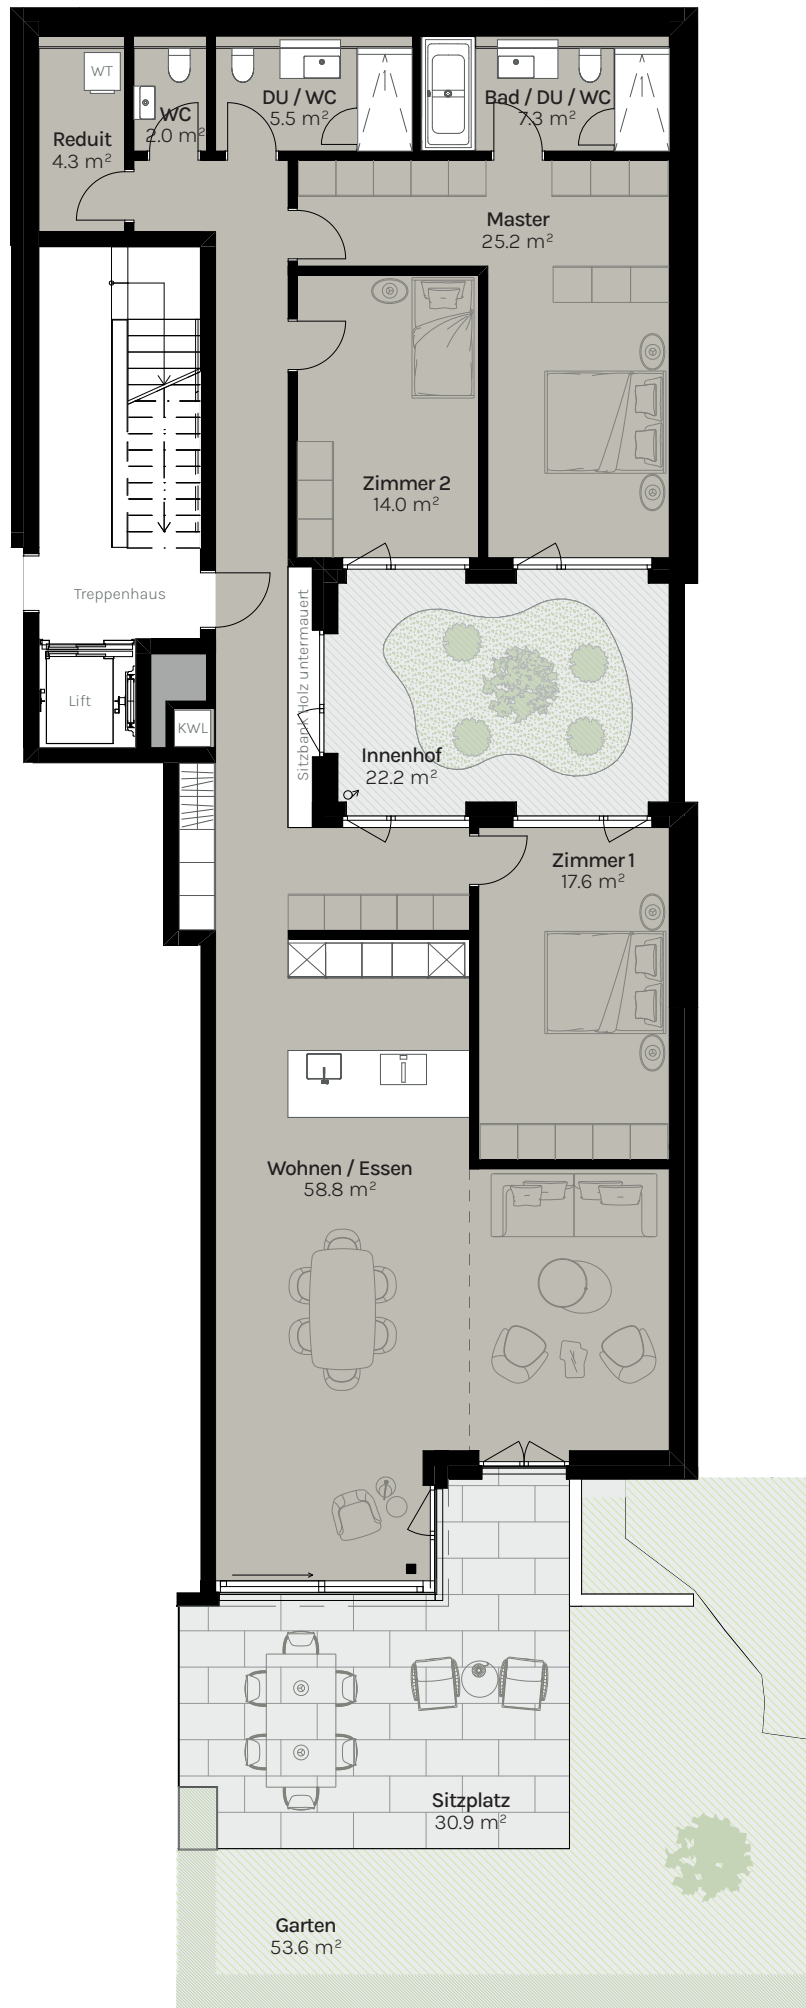 WT
Reduit
4.3 m²
WC
2.0 m²
DU / WC
5.5 m²
Bad / DU / WC
7.3 m²
Master
25.2 m²
Zimmer 2
14.0 m²
Treppenhaus
Lift
KWL
Sitzbank Holz untermauert
Innenhof
22.2 m²
Zimmer 1
17.6 m²
Wohnen / Essen
58.8 m²
Sitzplatz
30.9 m²
Garten
53.6 m²